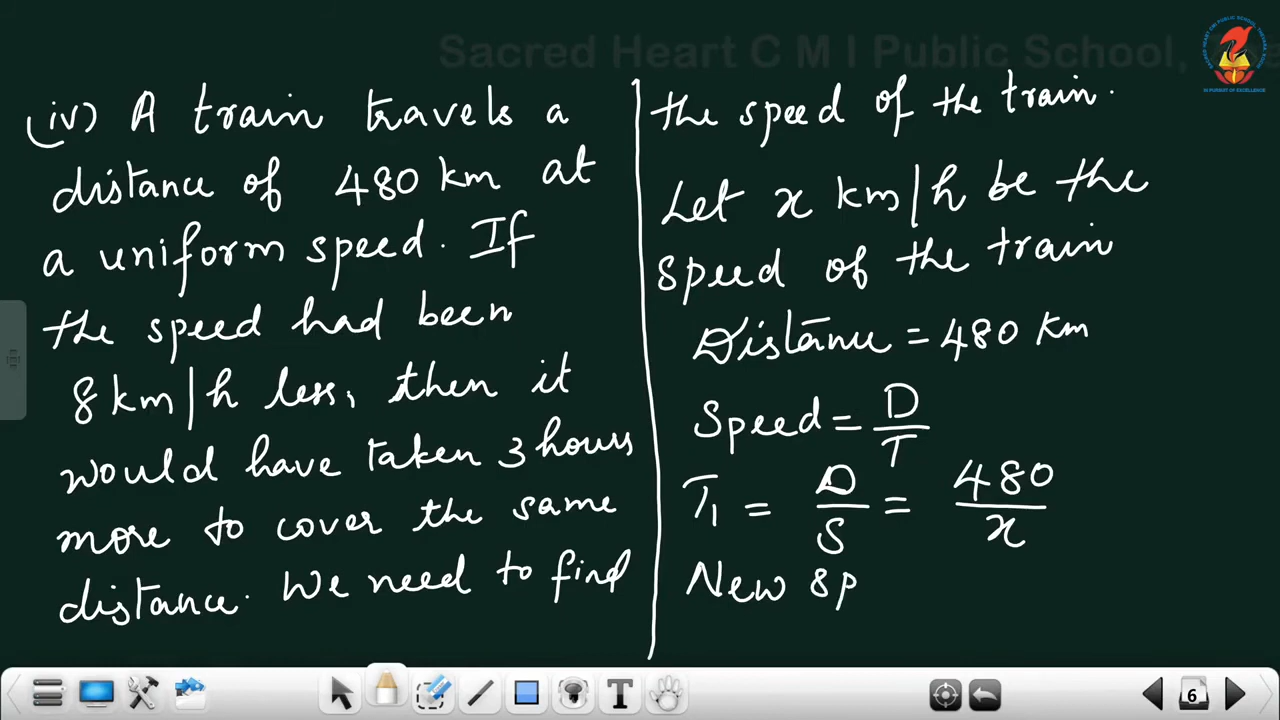 Sacred Heart C M I Public School,
(iv) A train travels a
distance of 480 km at
a uniform speed. If
the speed had been
8 km/h less, then it
would have taken 3 hours
more to cover the same
distance. We need to find
the speed of the train.
Let x km/h be the
speed of the train
Distance = 480 km
Speed = D/T
T1 = D/S = 480/x
New sp
6